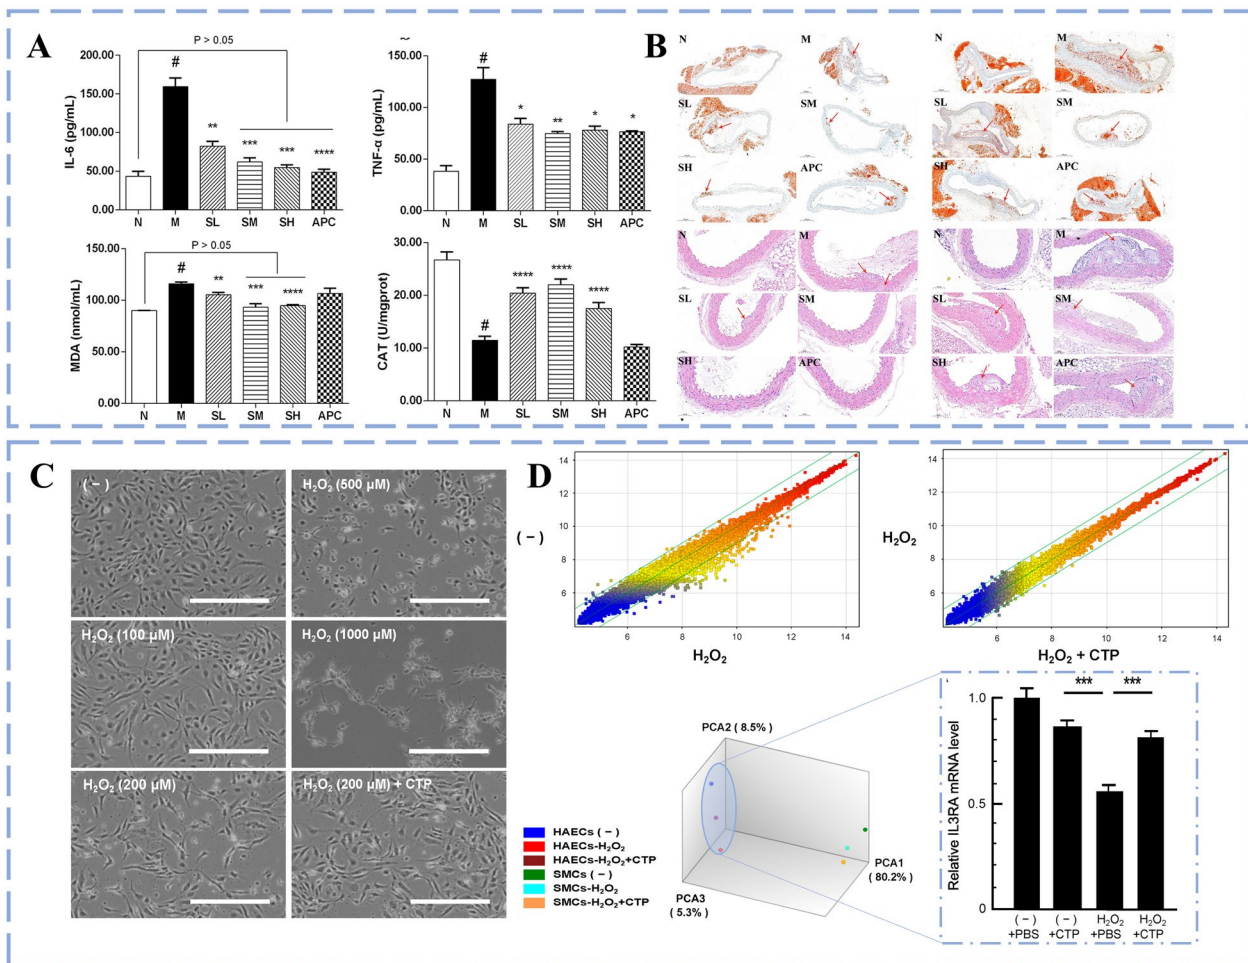 A
P > 0.05
200.00
150.00
100.00
50.00
0.00
IL-6 (pg/mL)
#
**
***
***
****
N M SL SM SH APC
150.00
100.00
50.00
0.00
TNF-α (pg/mL)
#
*
**
*
*
N M SL SM SH APC
P > 0.05
150.00
100.00
50.00
0.00
MDA (nmol/mL)
#
**
***
****
N M SL SM SH APC
30.00
20.00
10.00
0.00
CAT (U/mgprot)
#
****
****
****
N M SL SM SH APC
B
N M N M
SL SM SL SM
SH APC SH APC
N M N M
SL SM SL SM
SH APC SH APC
C
(−)
H₂O₂ (500 μM)
H₂O₂ (100 μM)
H₂O₂ (1000 μM)
H₂O₂ (200 μM)
H₂O₂ (200 μM) + CTP
D
(−)
14
12
10
8
6
6 8 10 12 14
H₂O₂
H₂O₂
14
12
10
8
6
6 8 10 12 14
H₂O₂ + CTP
PCA2 ( 8.5%)
PCA1
( 80.2%)
PCA3
( 5.3%)
HAECs (−)
HAECs-H₂O₂
HAECs-H₂O₂+CTP
SMCs (−)
SMCs-H₂O₂
SMCs-H₂O₂+CTP
Relative IL3RA mRNA level
1.0
0.5
0
***
***
(−) (−) H₂O₂ H₂O₂
+PBS +CTP +PBS +CTP